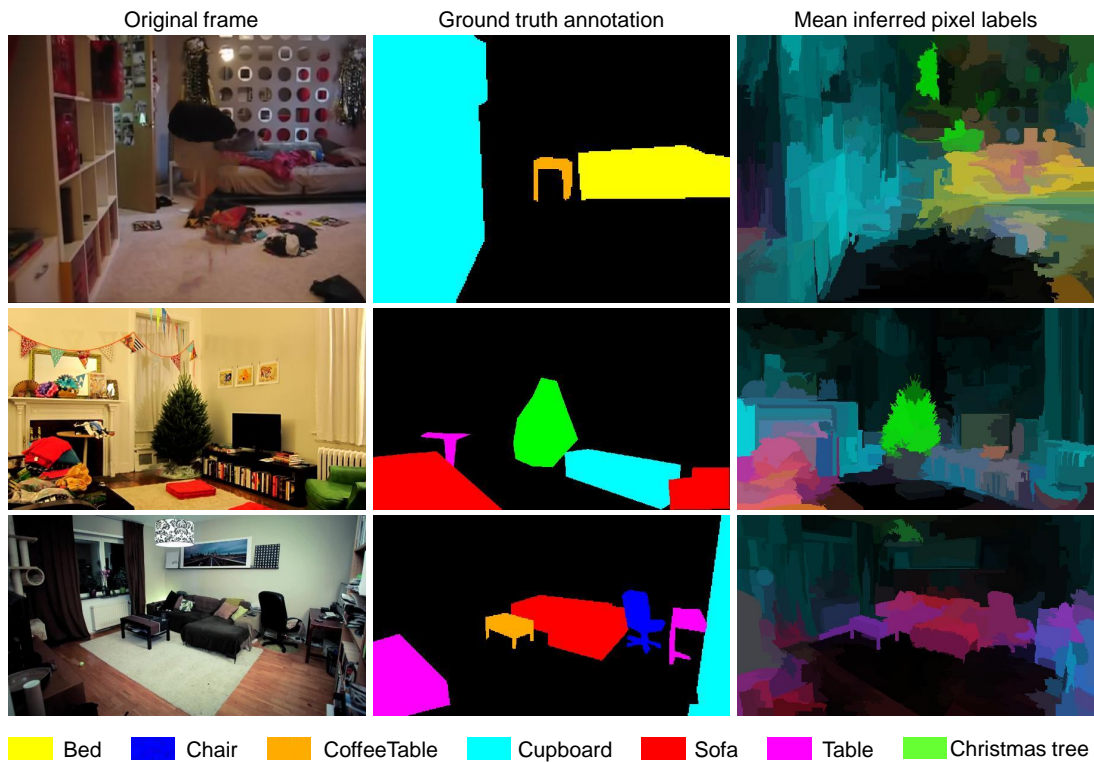 Original frame
Ground truth annotation
Mean inferred pixel labels
Bed
Chair
CoffeeTable
Cupboard
Sofa
Table
Christmas tree